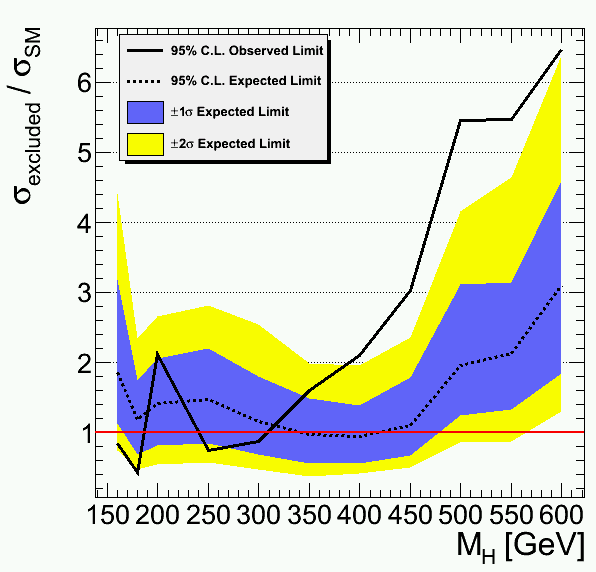 σexcluded / σSM
95% C.L. Observed Limit
95% C.L. Expected Limit
±1σ Expected Limit
±2σ Expected Limit
6
5
4
3
2
1
150 200 250 300 350 400 450 500 550 600
MH [GeV]